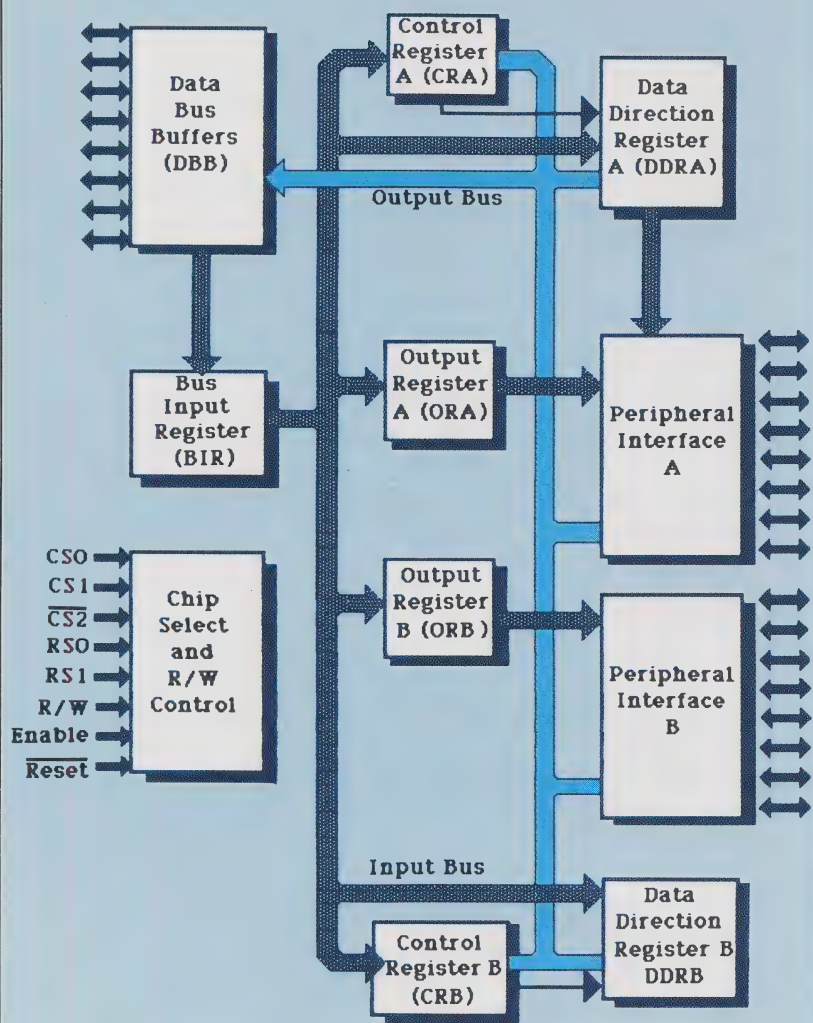 Control
Register
A (CRA)
Data
Bus
Buffers
(DBB)
Data
Direction
Register
A (DDRA)
Output Bus
Bus
Input
Register
(BIR)
Output
Register
A (ORA)
Peripheral
Interface
A
CS0
CS1
C̅S̅2̅
RS0
RS1
R/W
Enable
R̅e̅s̅e̅t̅
Chip
Select
and
R/W
Control
Output
Register
B (ORB)
Peripheral
Interface
B
Input Bus
Control
Register B
(CRB)
Data
Direction
Register B
DDRB